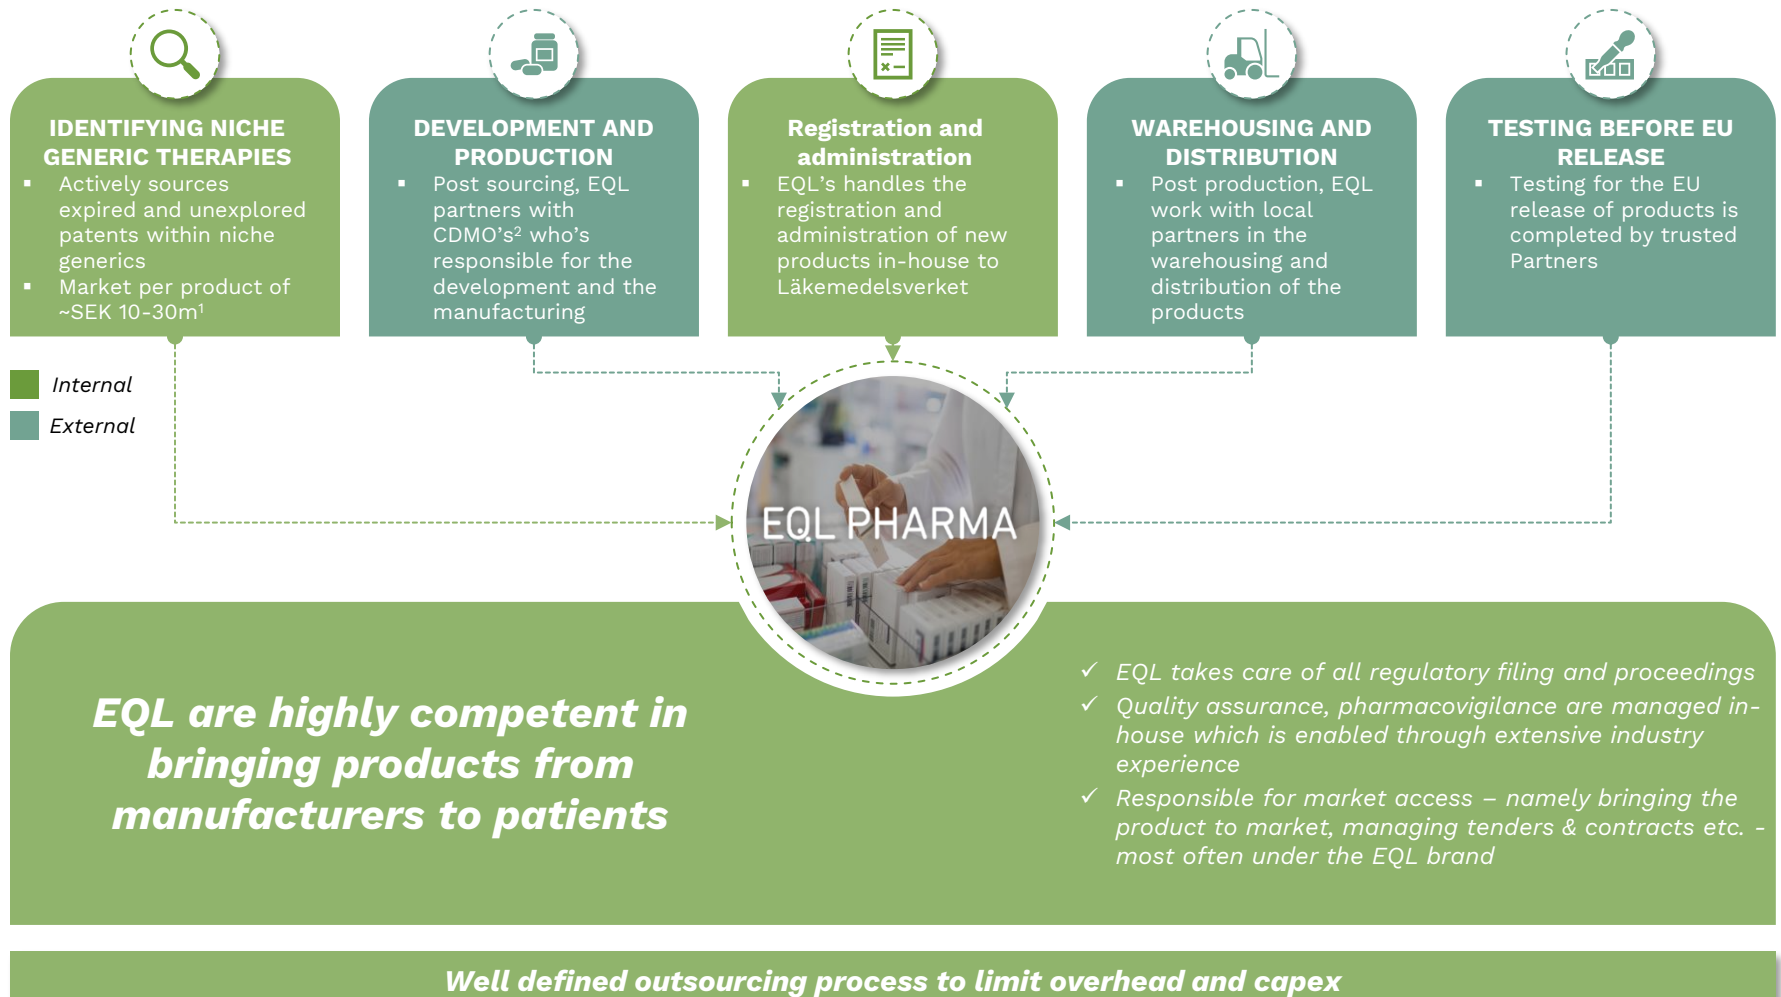 IDENTIFYING NICHE
GENERIC THERAPIES
▪ Actively sources
expired and unexplored
patents within niche
generics
▪ Market per product of
~SEK 10-30m¹
DEVELOPMENT AND
PRODUCTION
▪ Post sourcing, EQL
partners with
CDMO’s² who’s
responsible for the
development and the
manufacturing
Registration and
administration
▪ EQL’s handles the
registration and
administration of new
products in-house to
Läkemedelsverket
WAREHOUSING AND
DISTRIBUTION
▪ Post production, EQL
work with local
partners in the
warehousing and
distribution of the
products
TESTING BEFORE EU
RELEASE
▪ Testing for the EU
release of products is
completed by trusted
Partners
Internal
External
EQL PHARMA
EQL are highly competent in
bringing products from
manufacturers to patients
✓ EQL takes care of all regulatory filing and proceedings
✓ Quality assurance, pharmacovigilance are managed in-
house which is enabled through extensive industry
experience
✓ Responsible for market access – namely bringing the
product to market, managing tenders & contracts etc. -
most often under the EQL brand
Well defined outsourcing process to limit overhead and capex